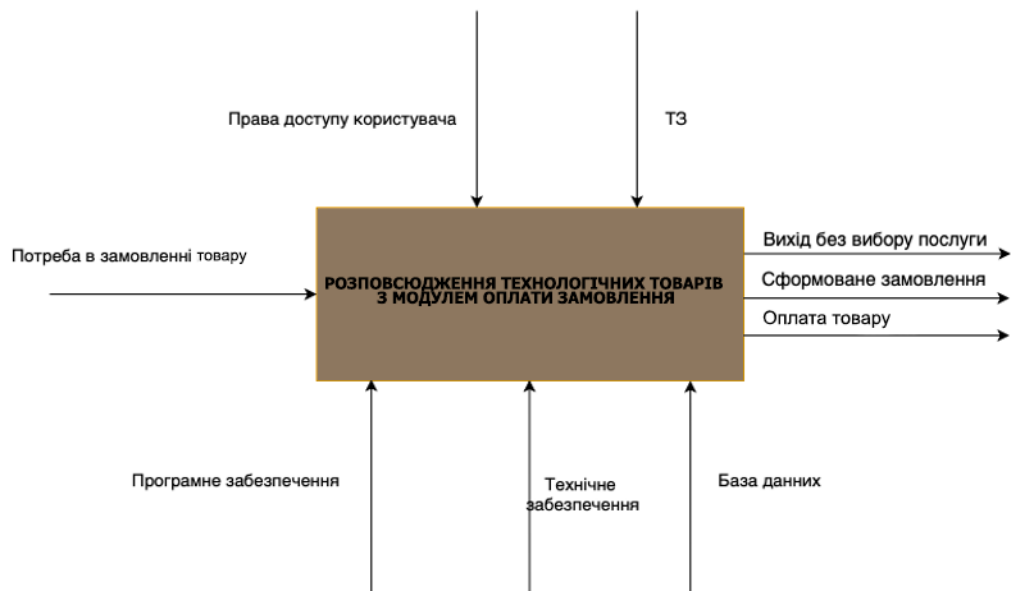 Права доступу користувача
ТЗ
Потреба в замовленні товару
РОЗПОВСЮДЖЕННЯ ТЕХНОЛОГІЧНИХ ТОВАРІВ
З МОДУЛЕМ ОПЛАТИ ЗАМОВЛЕННЯ
Вихід без вибору послуги
Сформоване замовлення
Оплата товару
Програмне забезпечення
Технічне
забезпечення
База данних